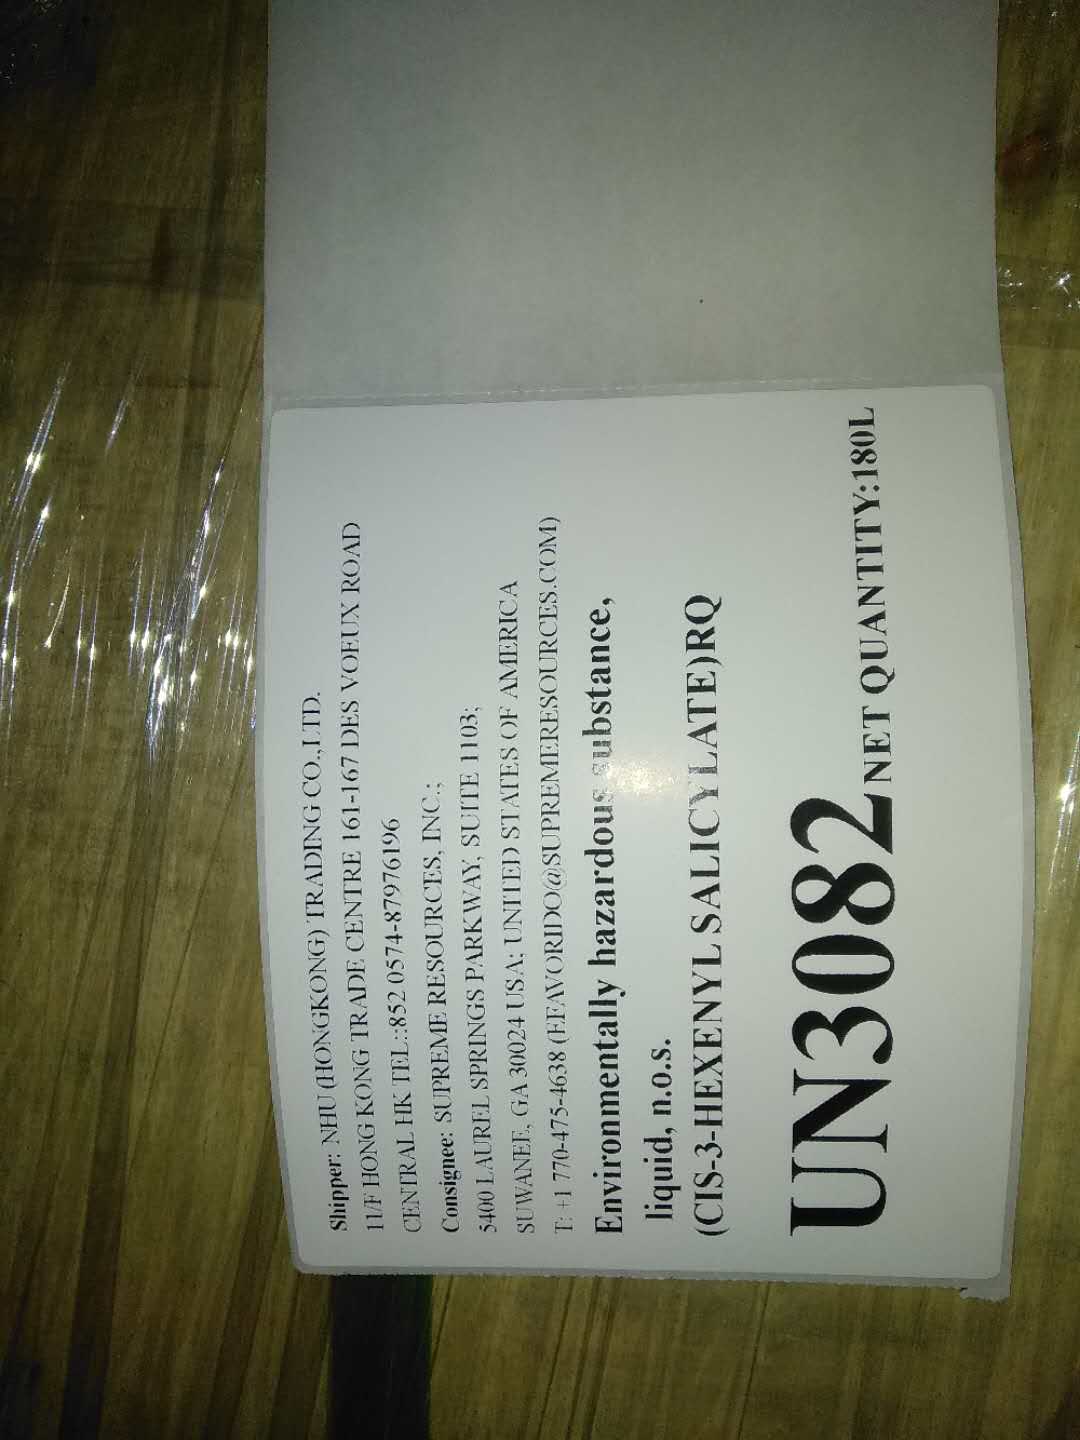 Shipper: NHU (HONGKONG) TRADING CO.,LTD.
11/F HONG KONG TRADE CENTRE 161-167 DES VOEUX ROAD
CENTRAL HK TEL.:852 0574-87976196
Consignee: SUPREME RESOURCES, INC.;
5400 LAUREL SPRINGS PARKWAY, SUITE 1103;
SUWANEE, GA 30024 USA; UNITED STATES OF AMERICA
T: +1 770-475-4638 (EFAVORIDO@SUPREMERESOURCES.COM)
Environmentally hazardous substance,
liquid, n.o.s.
(CIS-3-HEXENYL SALICYLATE)RQ
UN3082 NET QUANTITY:180L